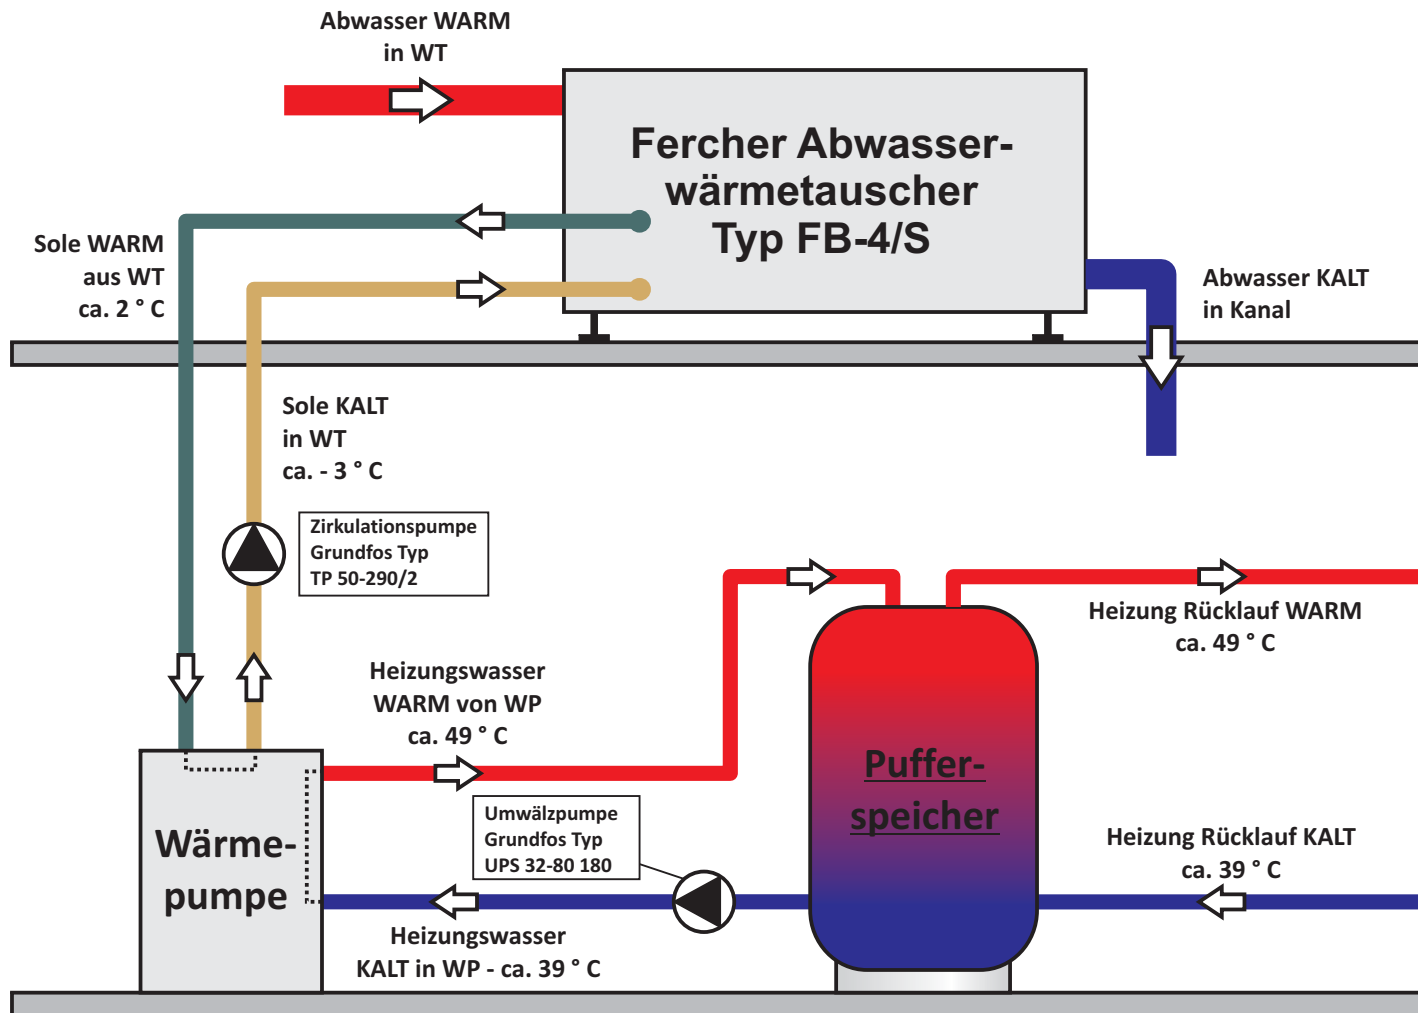 Abwasser WARM
in WT
Fercher Abwasser-
wärmetauscher
Typ FB-4/S
Sole WARM
aus WT
ca. 2 ° C
Abwasser KALT
in Kanal
Sole KALT
in WT
ca. - 3 ° C
Zirkulationspumpe
Grundfos Typ
TP 50-290/2
Heizung Rücklauf WARM
ca. 49 ° C
Heizungswasser
WARM von WP
ca. 49 ° C
Puffer-
speicher
Umwälzpumpe
Grundfos Typ
UPS 32-80 180
Wärme-
pumpe
Heizung Rücklauf KALT
ca. 39 ° C
Heizungswasser
KALT in WP - ca. 39 ° C